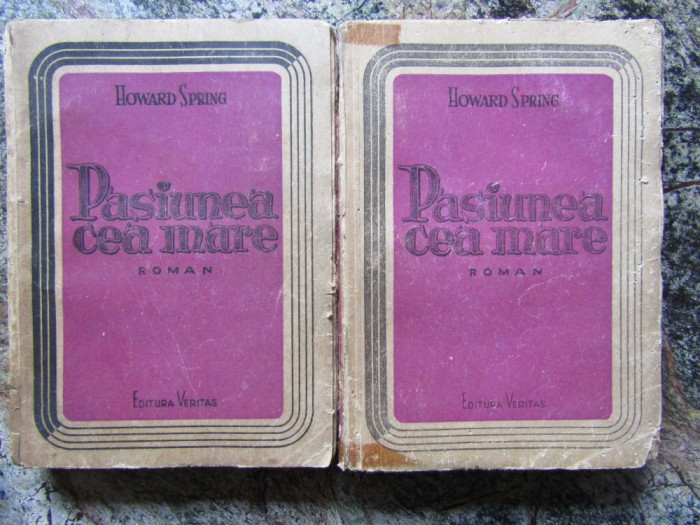 Howard Spring
Pasiunea
cea mare
ROMAN
Editura Veritas
Howard Spring
Pasiunea
cea mare
ROMAN
Editura Veritas